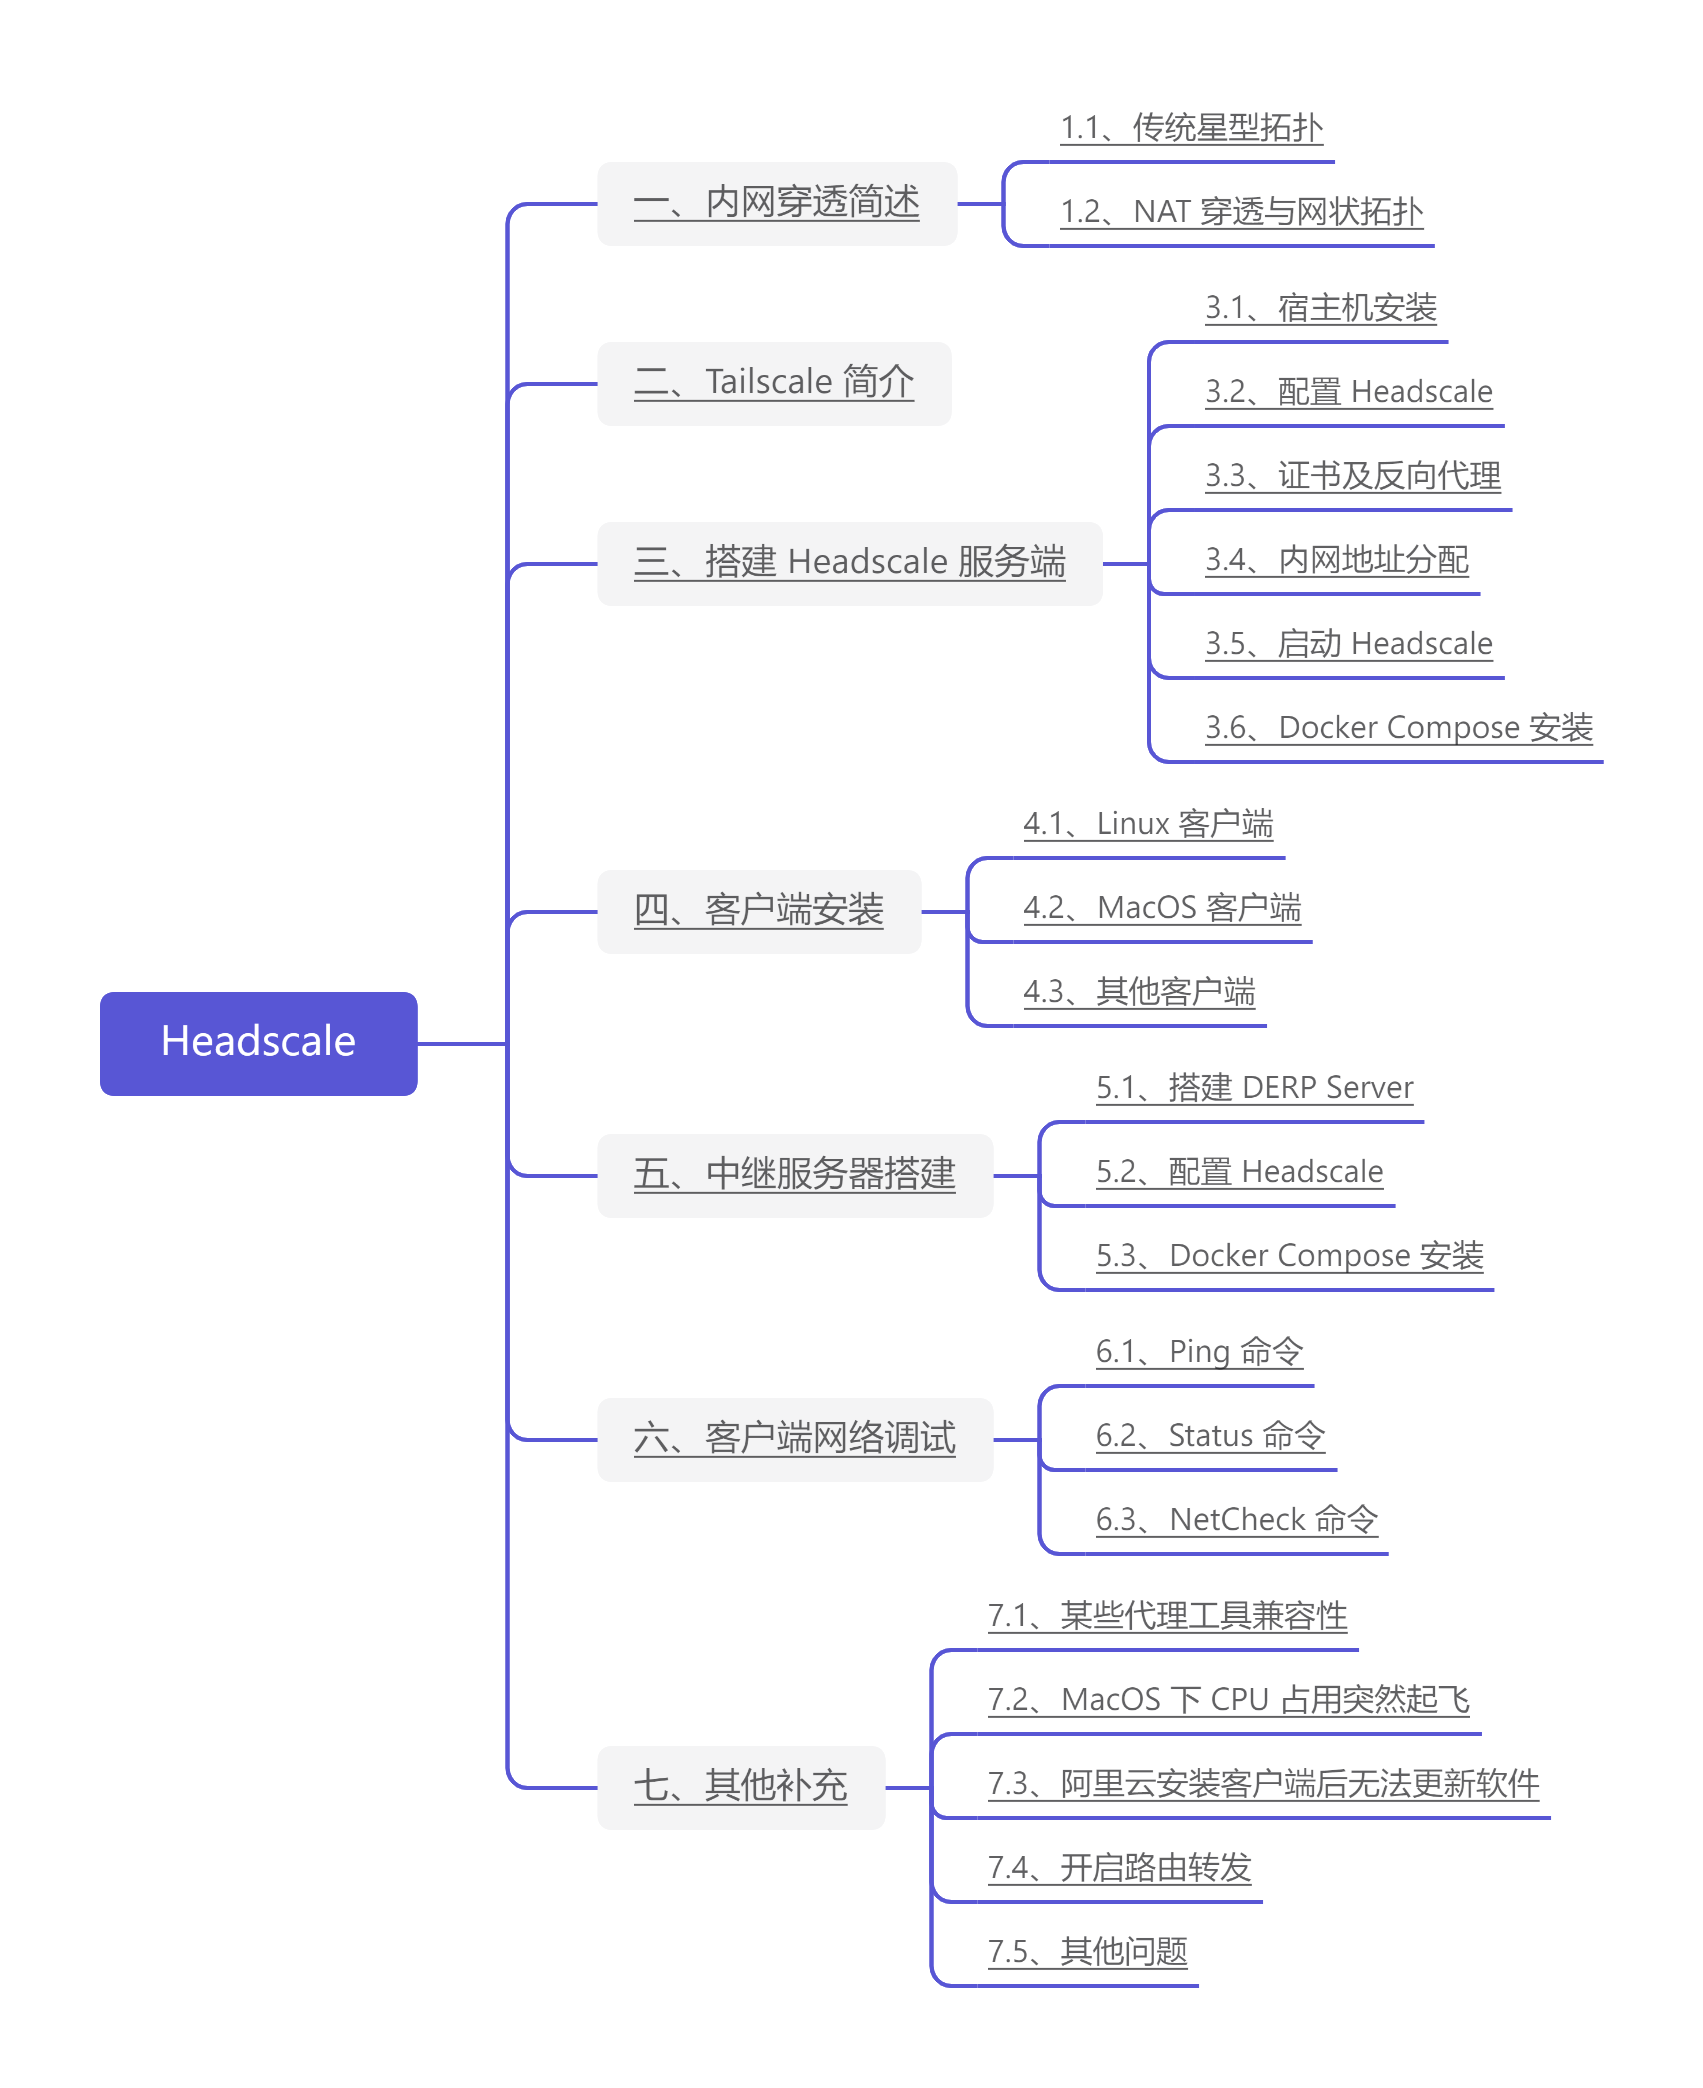 Headscale
一、内网穿透简述
1.1、传统星型拓扑
1.2、NAT 穿透与网状拓扑
二、Tailscale 简介
三、搭建 Headscale 服务端
3.1、宿主机安装
3.2、配置 Headscale
3.3、证书及反向代理
3.4、内网地址分配
3.5、启动 Headscale
3.6、Docker Compose 安装
四、客户端安装
4.1、Linux 客户端
4.2、MacOS 客户端
4.3、其他客户端
五、中继服务器搭建
5.1、搭建 DERP Server
5.2、配置 Headscale
5.3、Docker Compose 安装
六、客户端网络调试
6.1、Ping 命令
6.2、Status 命令
6.3、NetCheck 命令
七、其他补充
7.1、某些代理工具兼容性
7.2、MacOS 下 CPU 占用突然起飞
7.3、阿里云安装客户端后无法更新软件
7.4、开启路由转发
7.5、其他问题